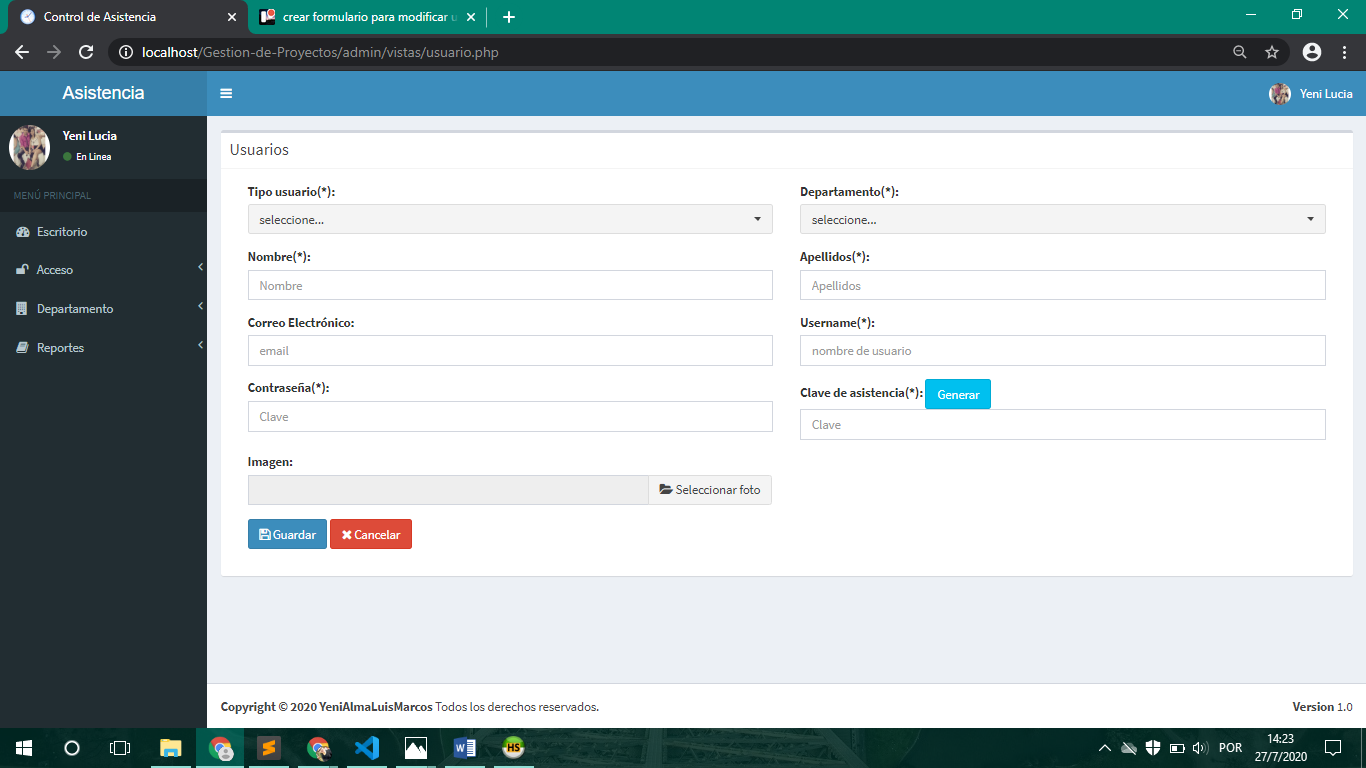 Control de Asistencia
crear formulario para modificar u
localhost/Gestion-de-Proyectos/admin/vistas/usuario.php
Asistencia
Yeni Lucia
Yeni Lucia
En Linea
MENÚ PRINCIPAL
Escritorio
Acceso
Departamento
Reportes
Usuarios
Tipo usuario(*):
Departamento(*):
seleccione...
seleccione...
Nombre(*):
Apellidos(*):
Nombre
Apellidos
Correo Electrónico:
Username(*):
email
nombre de usuario
Contraseña(*):
Clave de asistencia(*):
Generar
Clave
Clave
Imagen:
Seleccionar foto
Guardar
Cancelar
Copyright © 2020 YeniAlmaLuisMarcos Todos los derechos reservados.
Version 1.0
HS
POR
14:23
27/7/2020